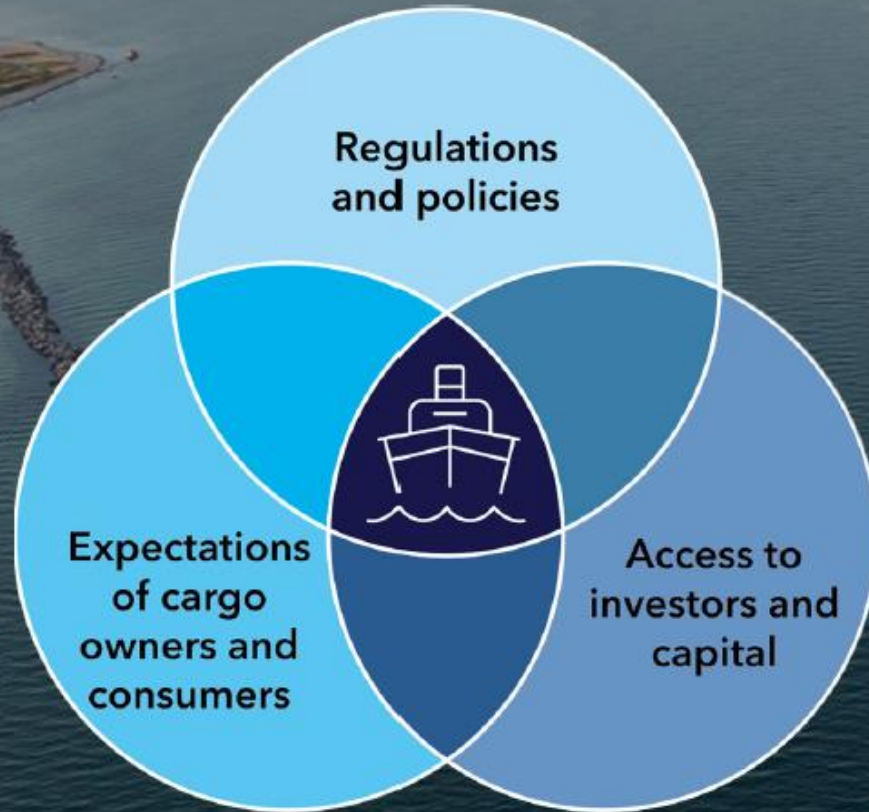 Regulations
and policies
Expectations
of cargo
owners and
consumers
Access to
investors and
capital